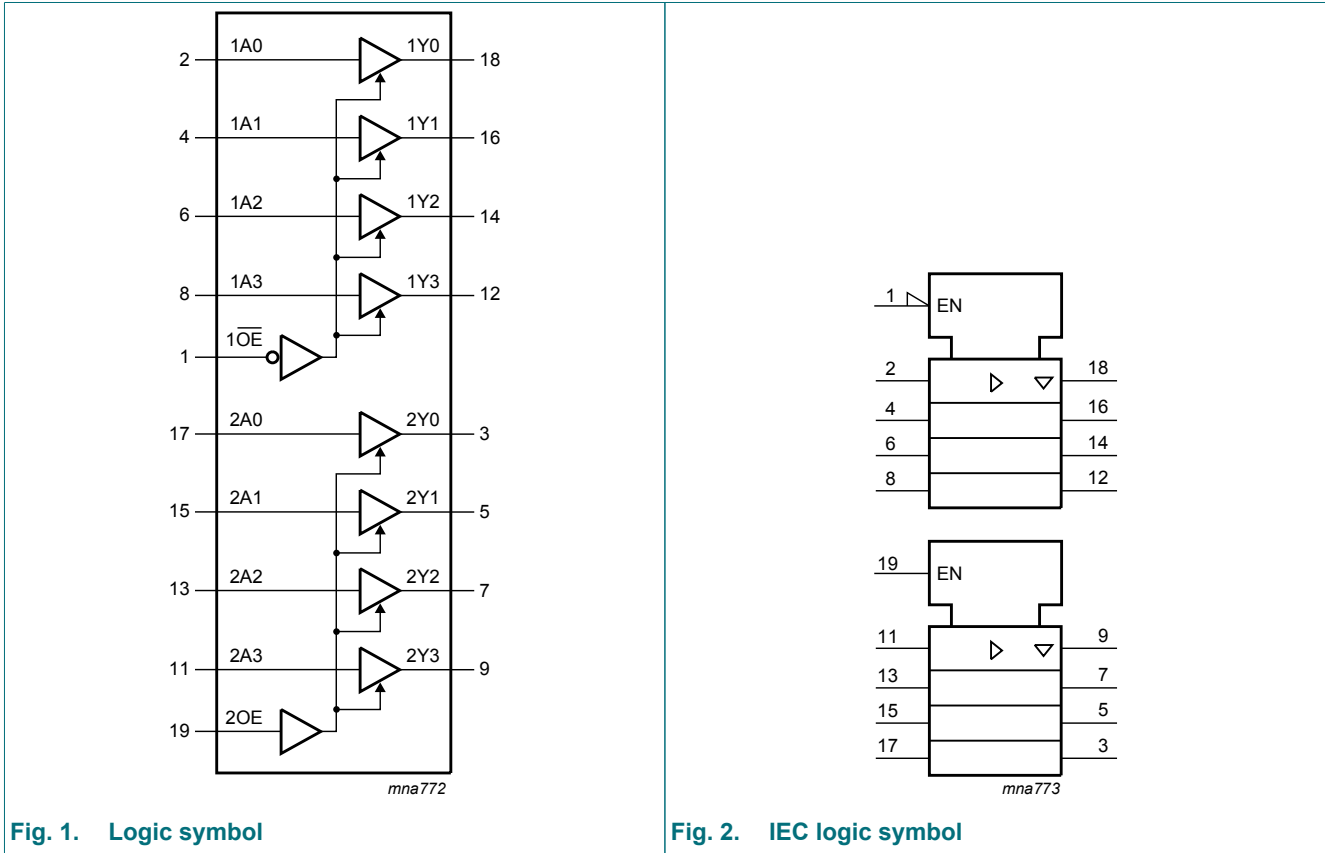 2 1A0 1Y0 18
4 1A1 1Y1 16
6 1A2 1Y2 14
8 1A3 1Y3 12
1 1O̅E̅
17 2A0 2Y0 3
15 2A1 2Y1 5
13 2A2 2Y2 7
11 2A3 2Y3 9
19 2OE
mna772
Fig. 1. Logic symbol
1 EN
2 18
4 16
6 14
8 12
19 EN
11 9
13 7
15 5
17 3
mna773
Fig. 2. IEC logic symbol